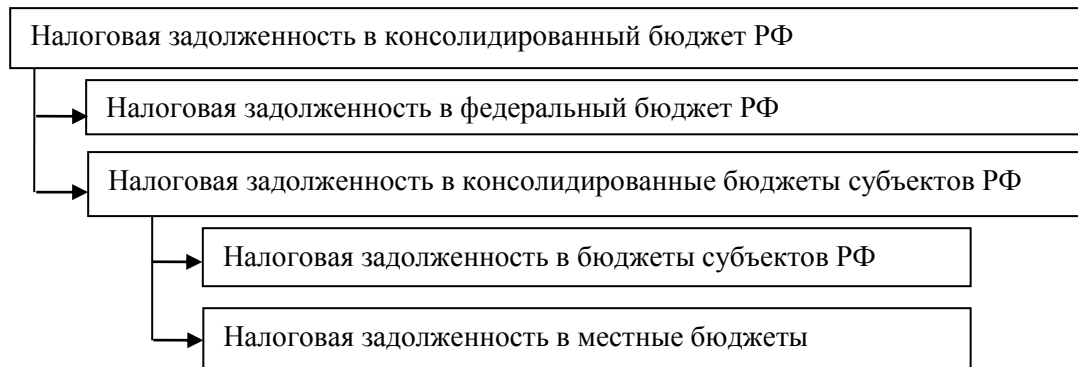 Налоговая задолженность в консолидированный бюджет РФ
Налоговая задолженность в федеральный бюджет РФ
Налоговая задолженность в консолидированные бюджеты субъектов РФ
Налоговая задолженность в бюджеты субъектов РФ
Налоговая задолженность в местные бюджеты